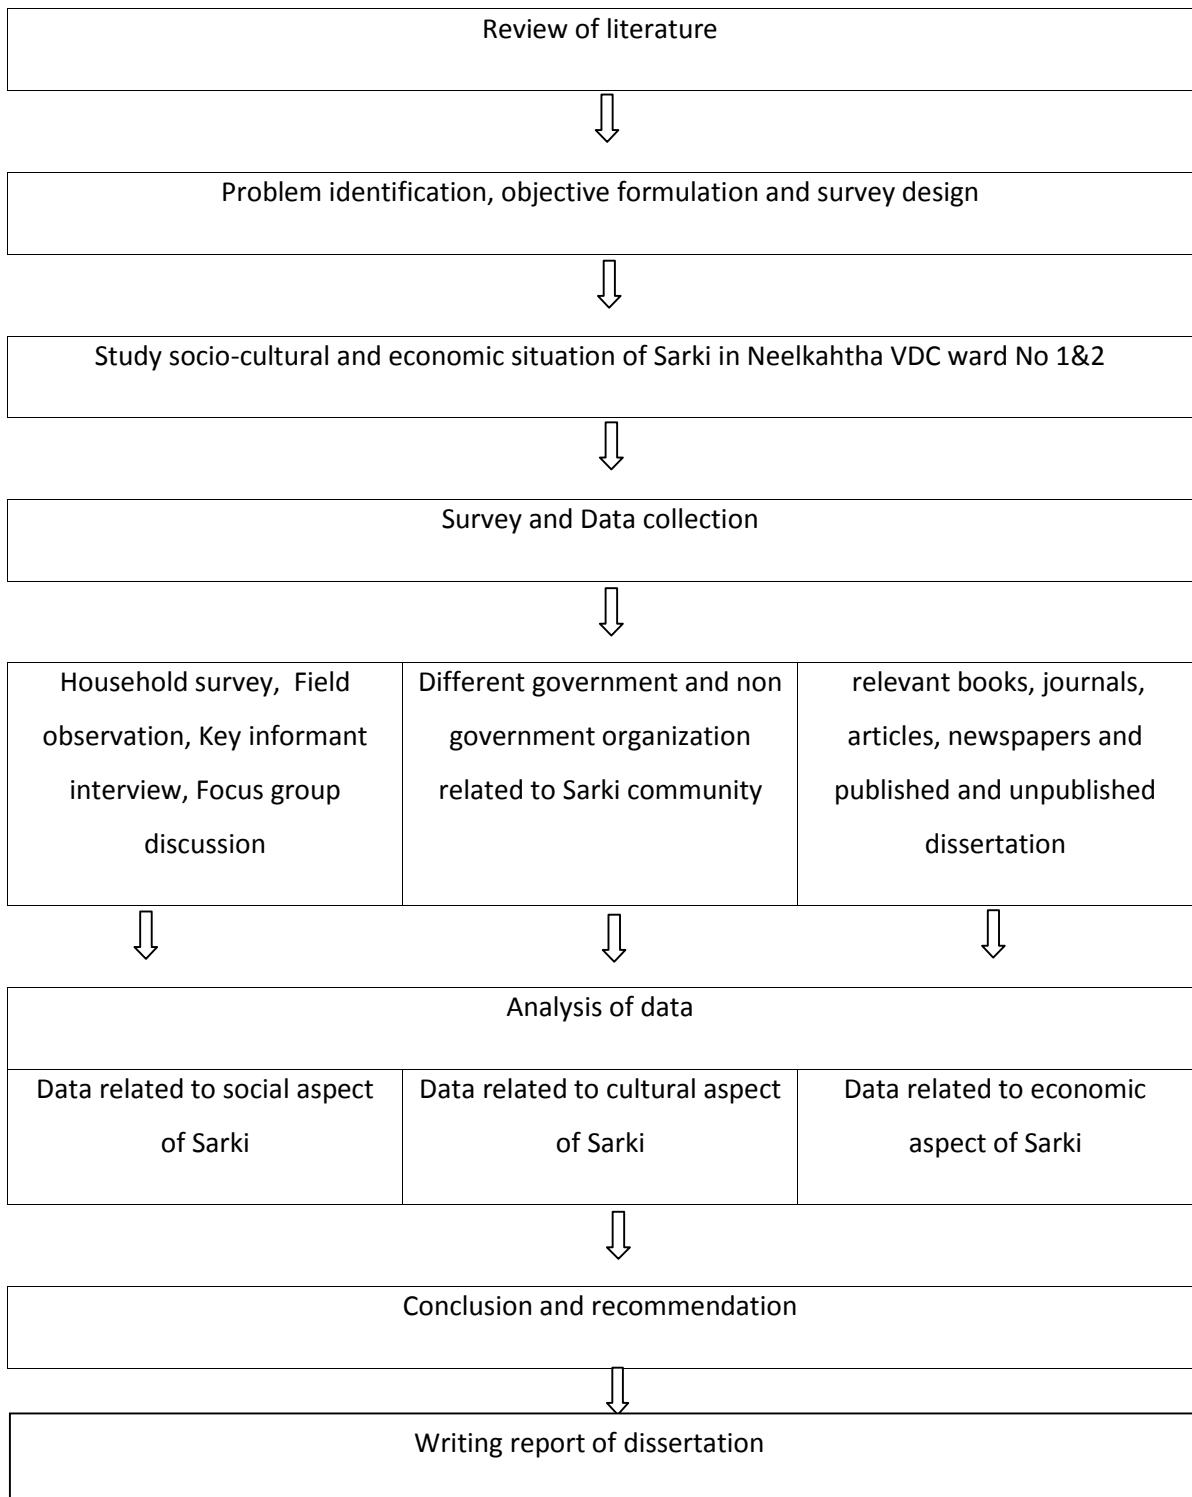 Review of literature
Problem identification, objective formulation and survey design
Study socio-cultural and economic situation of Sarki in Neelkahtha VDC ward No 1&2
Survey and Data collection
Household survey,  Field
observation, Key informant
interview, Focus group
discussion
Different government and non
government organization
related to Sarki community
relevant books, journals,
articles, newspapers and
published and unpublished
dissertation
Analysis of data
Data related to social aspect
of Sarki
Data related to cultural aspect
of Sarki
Data related to economic
aspect of Sarki
Conclusion and recommendation
Writing report of dissertation